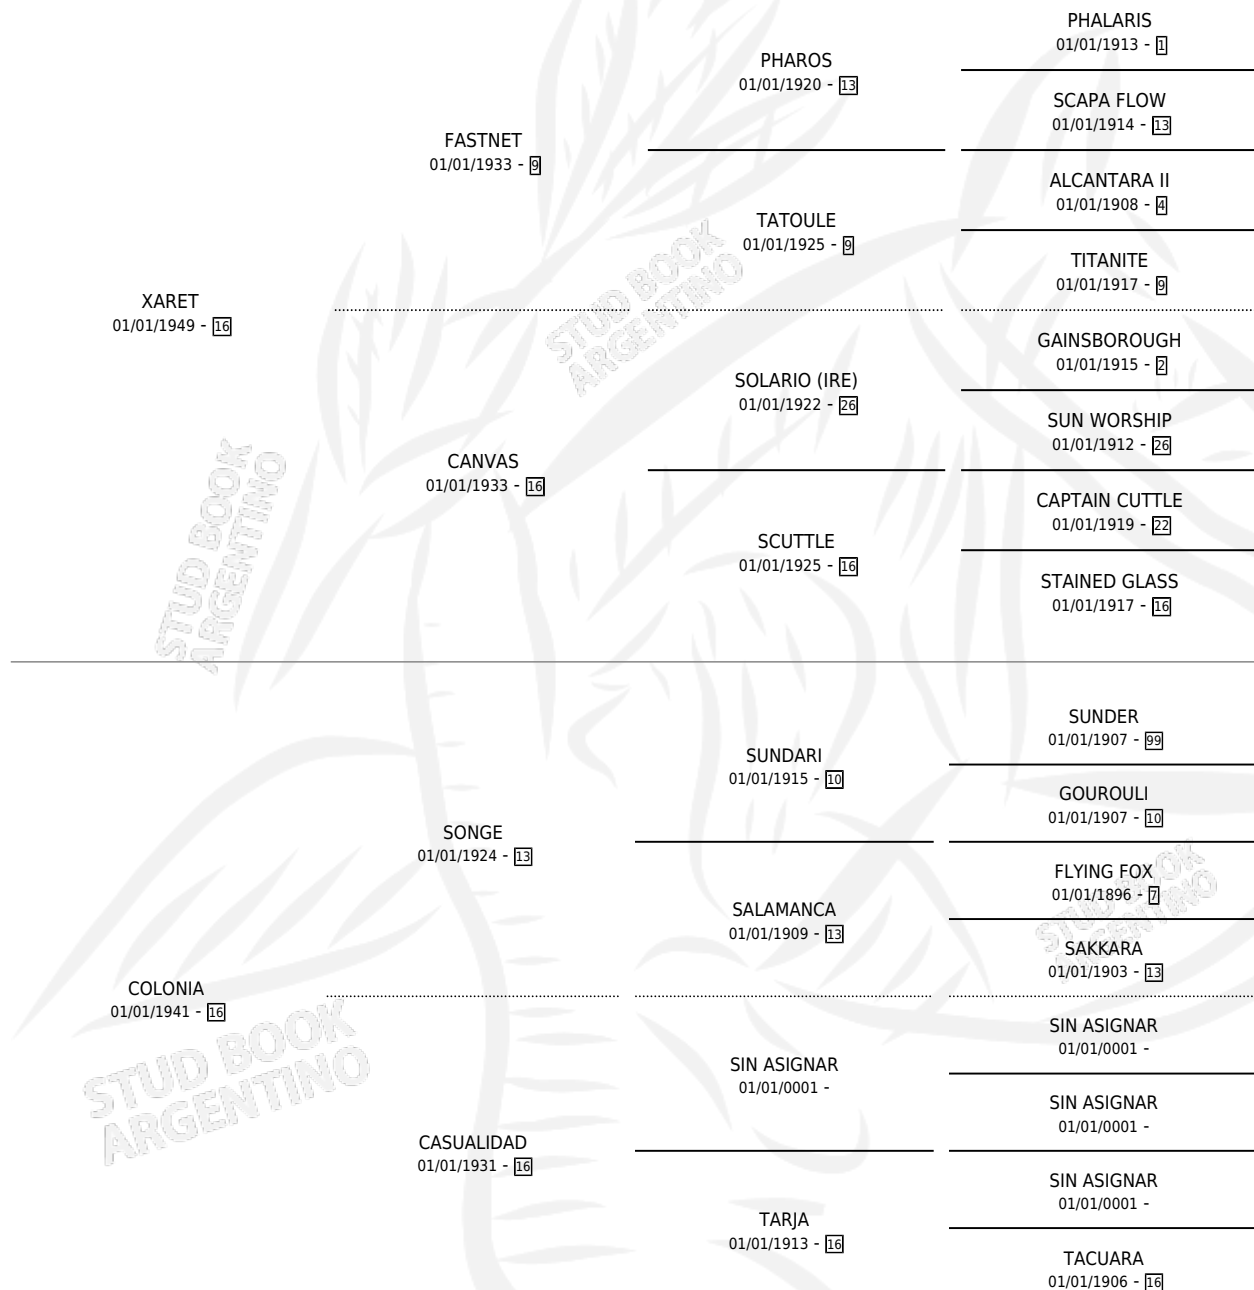 PHALARIS
01/01/1913 - 1
PHAROS
01/01/1920 - 13
SCAPA FLOW
01/01/1914 - 13
FASTNET
01/01/1933 - 9
ALCANTARA II
01/01/1908 - 4
TATOULE
01/01/1925 - 9
TITANITE
01/01/1917 - 9
XARET
01/01/1949 - 16
STUD BOOK
ARGENTINO
GAINSBOROUGH
01/01/1915 - 2
SOLARIO (IRE)
01/01/1922 - 26
SUN WORSHIP
01/01/1912 - 26
CANVAS
01/01/1933 - 16
CAPTAIN CUTTLE
01/01/1919 - 22
SCUTTLE
01/01/1925 - 16
STAINED GLASS
01/01/1917 - 16
STUD BOOK
ARGENTINO
SUNDER
01/01/1907 - 99
SUNDARI
01/01/1915 - 10
GOUROULI
01/01/1907 - 10
SONGE
01/01/1924 - 13
FLYING FOX
01/01/1896 - 7
SALAMANCA
01/01/1909 - 13
STUD BOOK
ARGENTINO
SAKKARA
01/01/1903 - 13
COLONIA
01/01/1941 - 16
STUD BOOK
ARGENTINO
SIN ASIGNAR
01/01/0001 -
SIN ASIGNAR
01/01/0001 -
SIN ASIGNAR
01/01/0001 -
CASUALIDAD
01/01/1931 - 16
SIN ASIGNAR
01/01/0001 -
TARJA
01/01/1913 - 16
TACUARA
01/01/1906 - 16